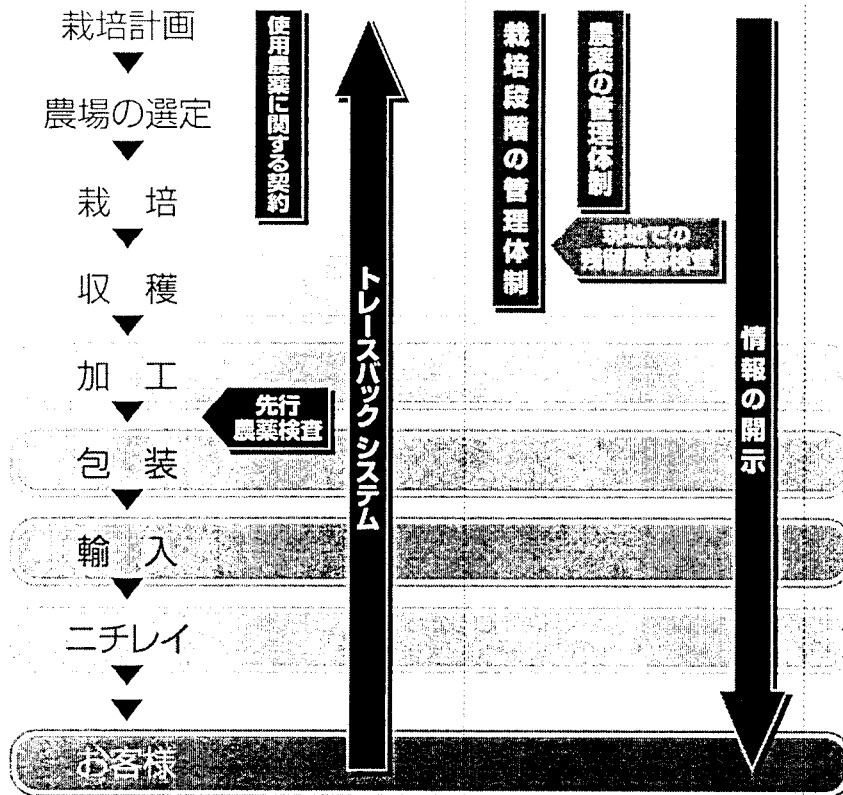 栽培計画
農場の選定
栽 培
収 穫
加 工
包 装
輸 入
ニチレイ
お客様
使用農薬に関する契約
先行
農薬検査
トレースバック システム
栽培段階の管理体制
農薬の管理体制
現地での
残留農薬検査
情報の開示